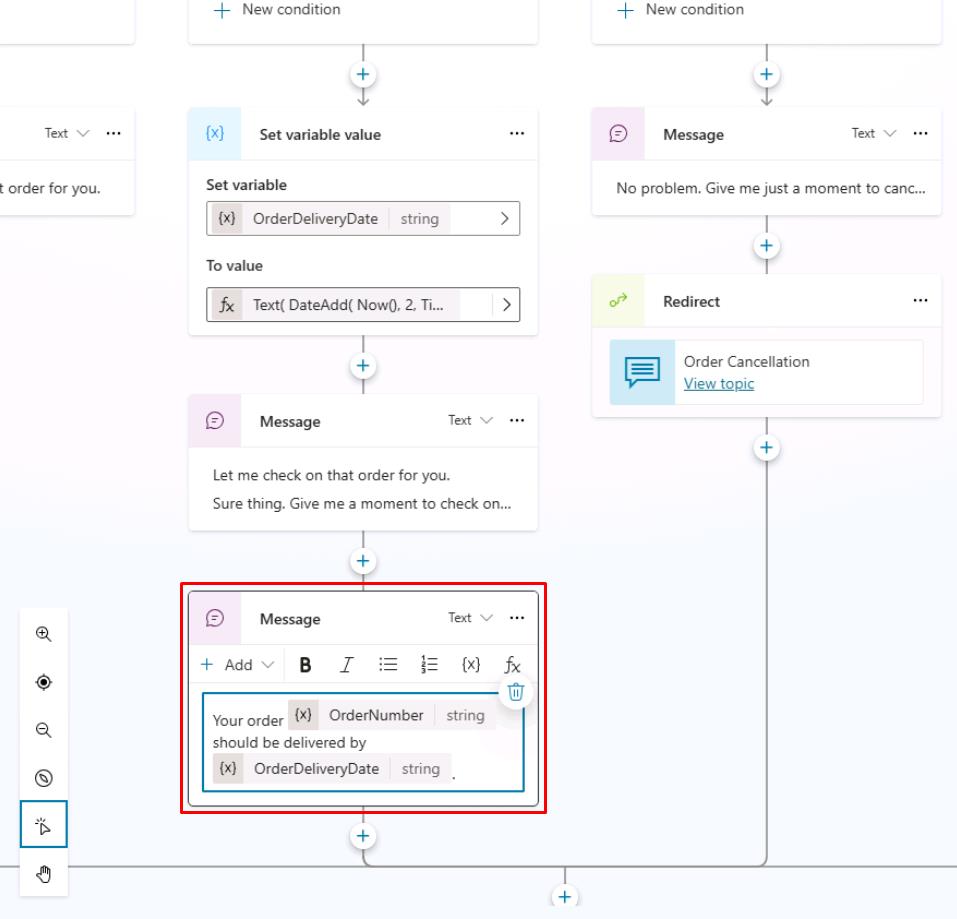 New condition
New condition
Text
t order for you.
{x} Set variable value
Set variable
{x} OrderDeliveryDate string
To value
fx Text( DateAdd( Now(), 2, Ti...
Message Text
Let me check on that order for you.
Sure thing. Give me a moment to check on...
Message Text
Add B I {x} fx
Your order {x} OrderNumber string
should be delivered by
{x} OrderDeliveryDate string .
Message Text
No problem. Give me just a moment to canc...
Redirect
Order Cancellation
View topic